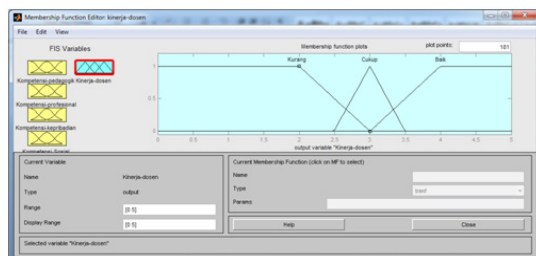 Membership Function Editor: kinerja-dosen
File Edit View
FIS Variables
Membership function plots
plot points:
181
Kompetensi-pedagogik
Kinerja-dosen
Kompetensi-profesional
Kompetensi-kepribadian
Kompetensi Sosial
Kurang
Cukup
Baik
1
0.5
0
0 0.5 1 1.5 2 2.5 3 3.5 4 4.5 5
output variable "Kinerja-dosen"
Current Variable
Name Kinerja-dosen
Type output
Range [0 5]
Display Range [0 5]
Current Membership Function (click on MF to select)
Name
Type trimf
Params
Help
Close
Selected variable "Kinerja-dosen"